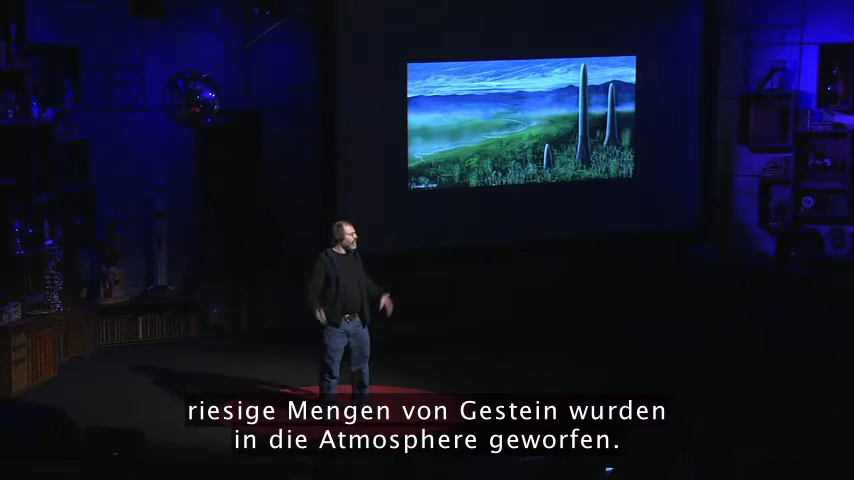 riesige Mengen von Gestein wurden
in die Atmosphere geworfen.